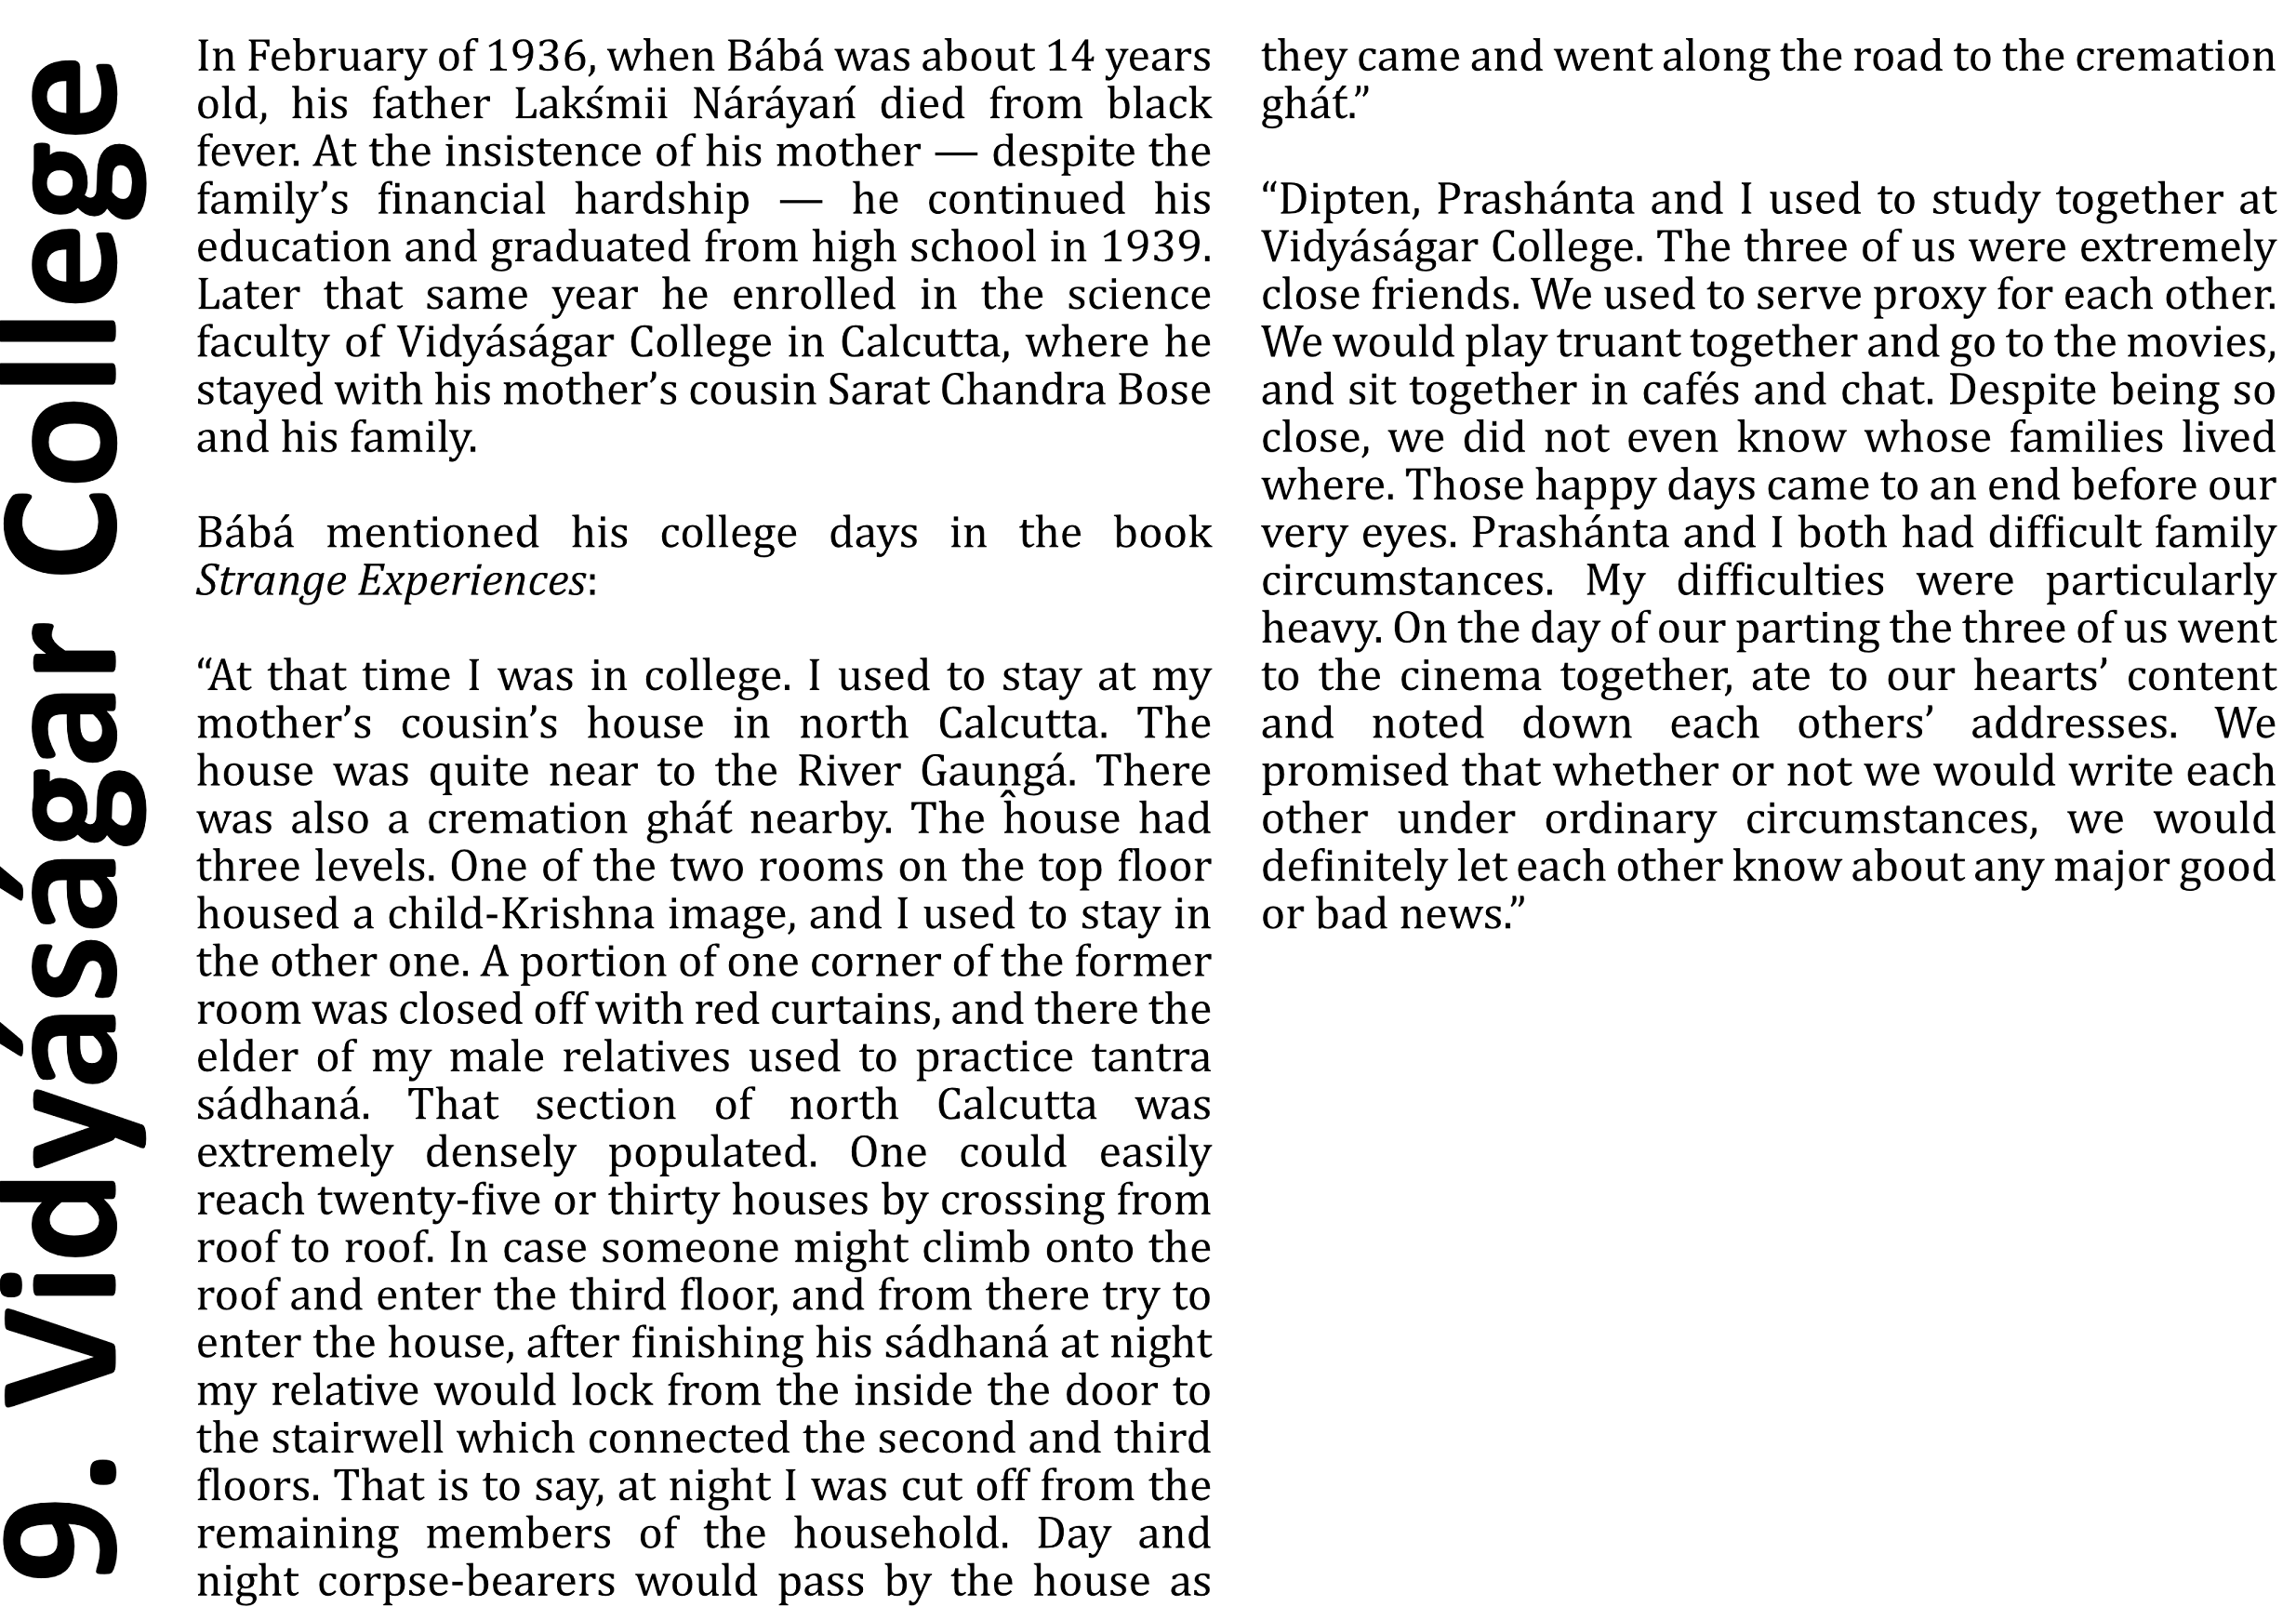 9. Vidyáságar College
In February of 1936, when Bábá was about 14 years
old, his father Lakśmii Náráyań died from black
fever. At the insistence of his mother — despite the
family’s financial hardship — he continued his
education and graduated from high school in 1939.
Later that same year he enrolled in the science
faculty of Vidyáságar College in Calcutta, where he
stayed with his mother’s cousin Sarat Chandra Bose
and his family.
Bábá mentioned his college days in the book
Strange Experiences:
“At that time I was in college. I used to stay at my
mother’s cousin’s house in north Calcutta. The
house was quite near to the River Gauṋgá. There
was also a cremation ghát́ nearby. The house had
three levels. One of the two rooms on the top floor
housed a child-Krishna image, and I used to stay in
the other one. A portion of one corner of the former
room was closed off with red curtains, and there the
elder of my male relatives used to practice tantra
sádhaná. That section of north Calcutta was
extremely densely populated. One could easily
reach twenty-five or thirty houses by crossing from
roof to roof. In case someone might climb onto the
roof and enter the third floor, and from there try to
enter the house, after finishing his sádhaná at night
my relative would lock from the inside the door to
the stairwell which connected the second and third
floors. That is to say, at night I was cut off from the
remaining members of the household. Day and
night corpse-bearers would pass by the house as
they came and went along the road to the cremation
ghát́.”
“Dipten, Prashánta and I used to study together at
Vidyáságar College. The three of us were extremely
close friends. We used to serve proxy for each other.
We would play truant together and go to the movies,
and sit together in cafés and chat. Despite being so
close, we did not even know whose families lived
where. Those happy days came to an end before our
very eyes. Prashánta and I both had difficult family
circumstances. My difficulties were particularly
heavy. On the day of our parting the three of us went
to the cinema together, ate to our hearts’ content
and noted down each others’ addresses. We
promised that whether or not we would write each
other under ordinary circumstances, we would
definitely let each other know about any major good
or bad news.”